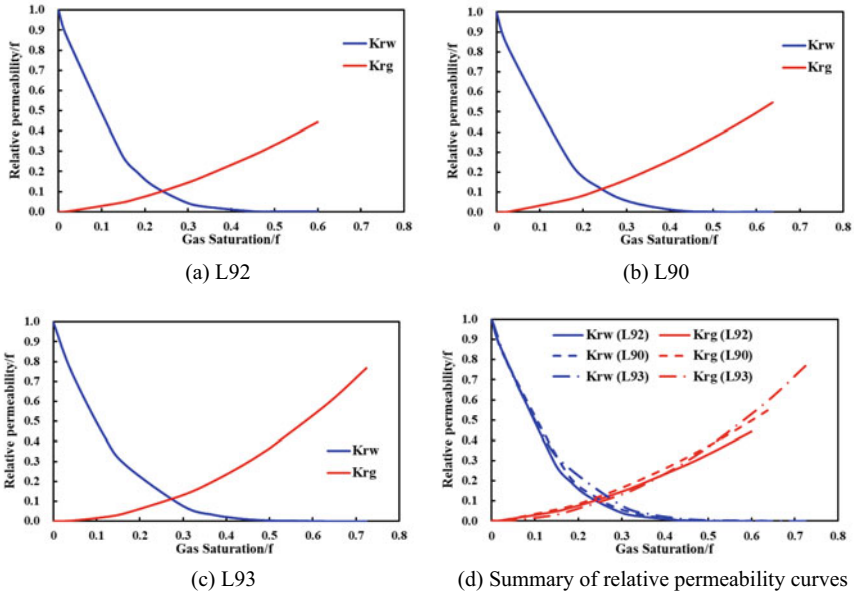 1.0
0.9
0.8
0.7
0.6
0.5
0.4
0.3
0.2
0.1
0.0
Relative permeability/f
Krw
Krg
0 0.1 0.2 0.3 0.4 0.5 0.6 0.7 0.8
Gas Saturation/f
(a) L92
1.0
0.9
0.8
0.7
0.6
0.5
0.4
0.3
0.2
0.1
0.0
Relative permeability/f
Krw
Krg
0 0.1 0.2 0.3 0.4 0.5 0.6 0.7 0.8
Gas Saturation/f
(b) L90
1.0
0.9
0.8
0.7
0.6
0.5
0.4
0.3
0.2
0.1
0.0
Relative permeability/f
Krw
Krg
0 0.1 0.2 0.3 0.4 0.5 0.6 0.7 0.8
Gas Saturation/f
(c) L93
1.0
0.9
0.8
0.7
0.6
0.5
0.4
0.3
0.2
0.1
0.0
Relative permeability/f
Krw (L92) Krg (L92)
Krw (L90) Krg (L90)
Krw (L93) Krg (L93)
0 0.1 0.2 0.3 0.4 0.5 0.6 0.7 0.8
Gas Saturation/f
(d) Summary of relative permeability curves